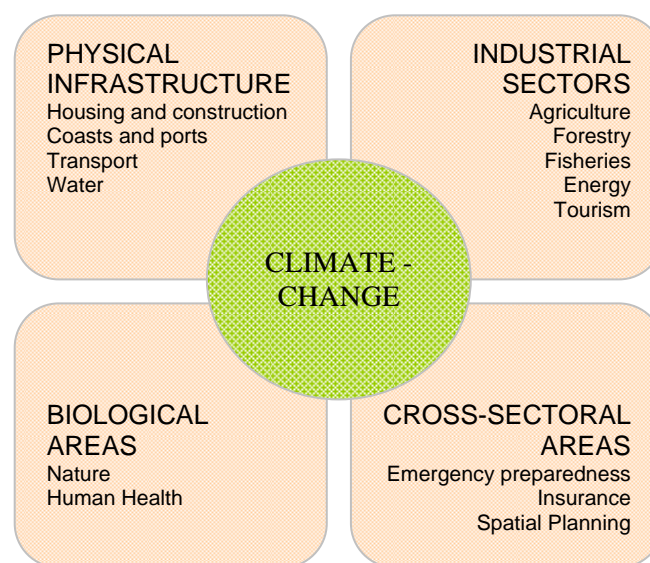 PHYSICAL
INFRASTRUCTURE
Housing and construction
Coasts and ports
Transport
Water
INDUSTRIAL
SECTORS
Agriculture
Forestry
Fisheries
Energy
Tourism
CLIMATE -
CHANGE
BIOLOGICAL
AREAS
Nature
Human Health
CROSS-SECTORAL
AREAS
Emergency preparedness
Insurance
Spatial Planning